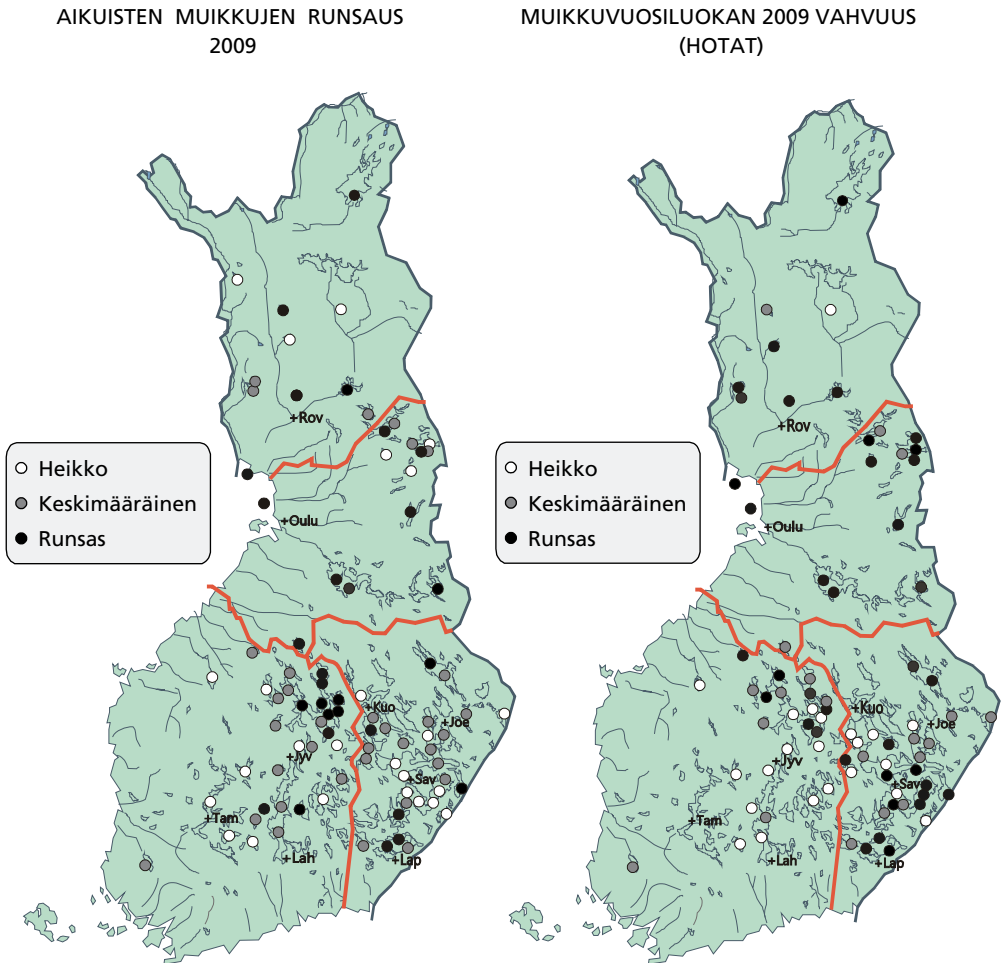 AIKUISTEN MUIKKUJEN RUNSAUS
2009
MUIKKUVUOSILUOKAN 2009 VAHVUUS
(HOTAT)
+Rov
Heikko
Keskimääräinen
Runsas
+Oulu
+Kuo
+Joe
+Jyv
+Sav
+Tam
+Lah
+Lap
+Rov
Heikko
Keskimääräinen
Runsas
+Oulu
+Kuo
+Joe
+Jyv
+Sav
+Tam
+Lah
+Lap